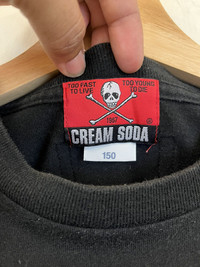 TOO FAST
TO LIVE
TOO YOUNG
TO DIE
CREAM SODA
150